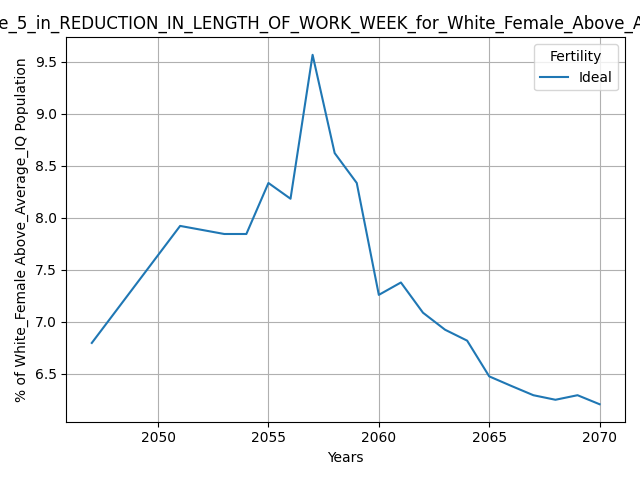 e_5_in_REDUCTION_IN_LENGTH_OF_WORK_WEEK_for_White_Female_Above_A
Fertility
Ideal
% of White_Female Above_Average_IQ Population
9.5
9.0
8.5
8.0
7.5
7.0
6.5
2050 2055 2060 2065 2070
Years